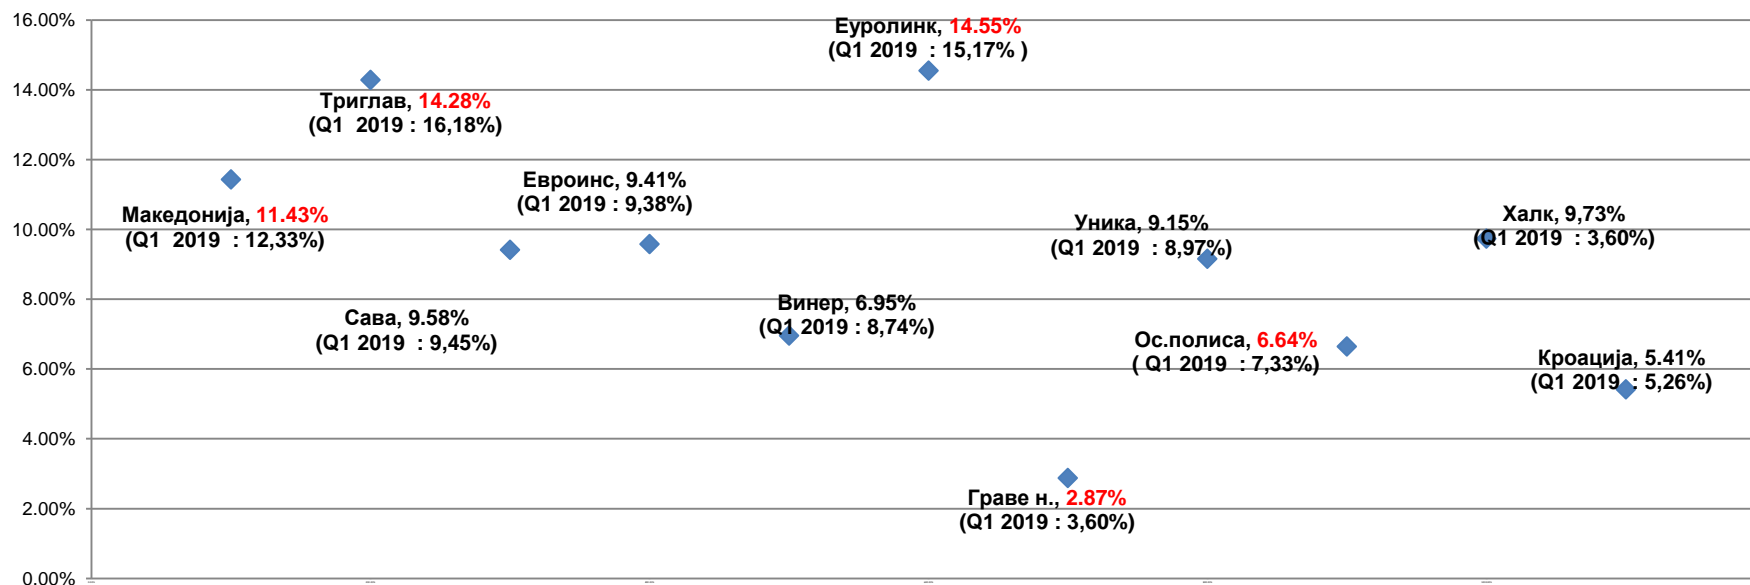 16.00%
14.00%
12.00%
10.00%
8.00%
6.00%
4.00%
2.00%
0.00%
Еуролинк, 14.55%
(Q1 2019 : 15,17% )
Триглав, 14.28%
(Q1 2019 : 16,18%)
Евроинс, 9.41%
(Q1 2019 : 9,38%)
Македонија, 11.43%
(Q1 2019 : 12,33%)
Уника, 9.15%
(Q1 2019 : 8,97%)
Халк, 9,73%
(Q1 2019 : 3,60%)
Сава, 9.58%
(Q1 2019 : 9,45%)
Винер, 6.95%
(Q1 2019 : 8,74%)
Ос.полиса, 6.64%
( Q1 2019 : 7,33%)
Кроација, 5.41%
(Q1 2019 : 5,26%)
Граве н., 2.87%
(Q1 2019 : 3,60%)